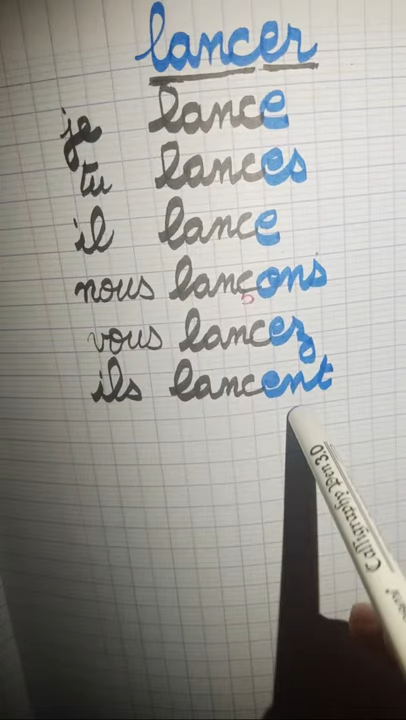 lancer
je lance
tu lances
il lance
nous lançons
vous lancez
ils lancent
Calligraphy Pen 3.0